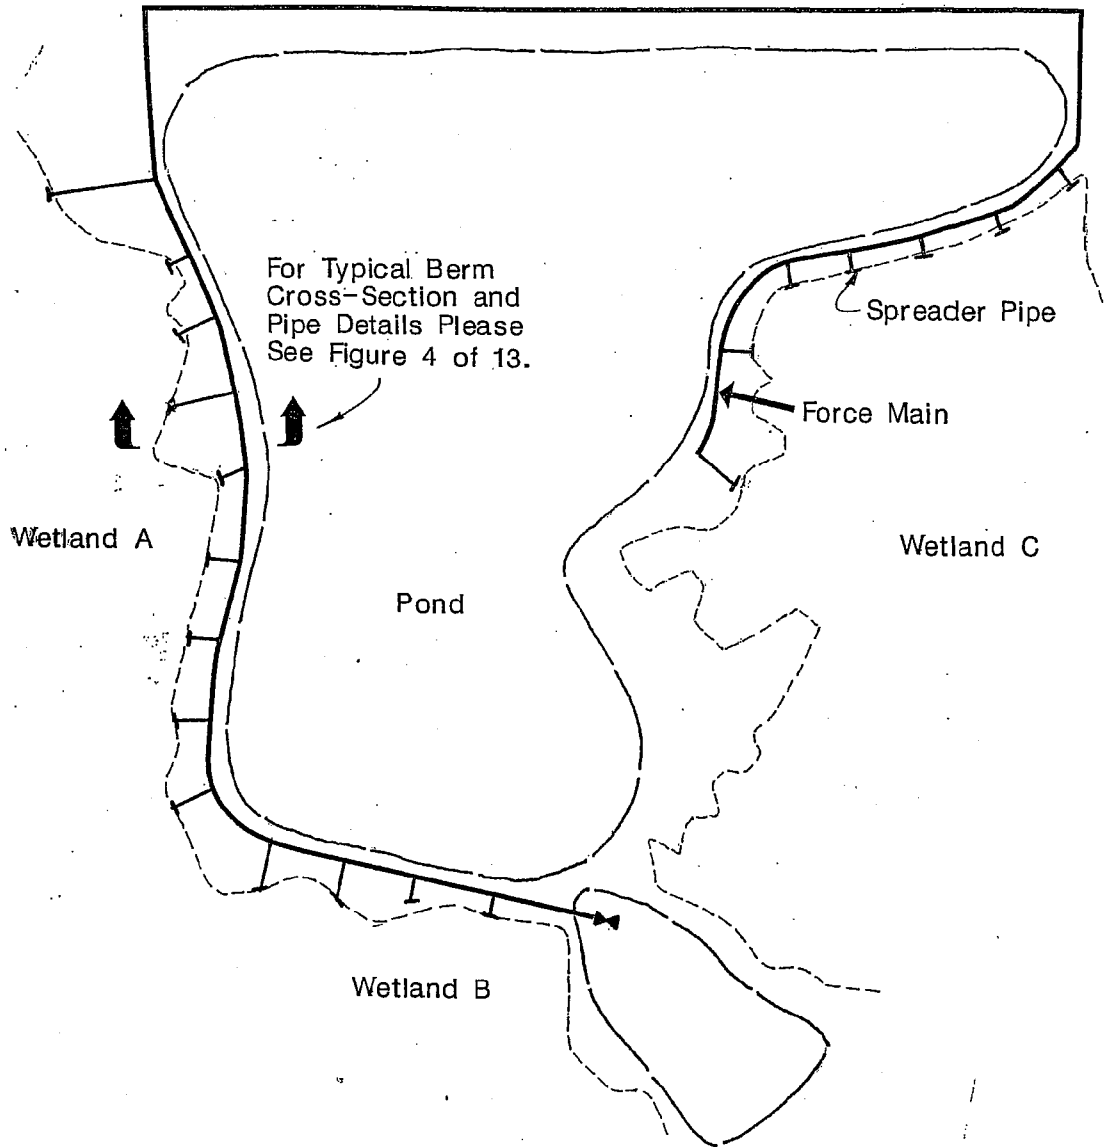 For Typical Berm
Cross-Section and
Pipe Details Please
See Figure 4 of 13.
Spreader Pipe
Force Main
Wetland A
Wetland C
Pond
Wetland B